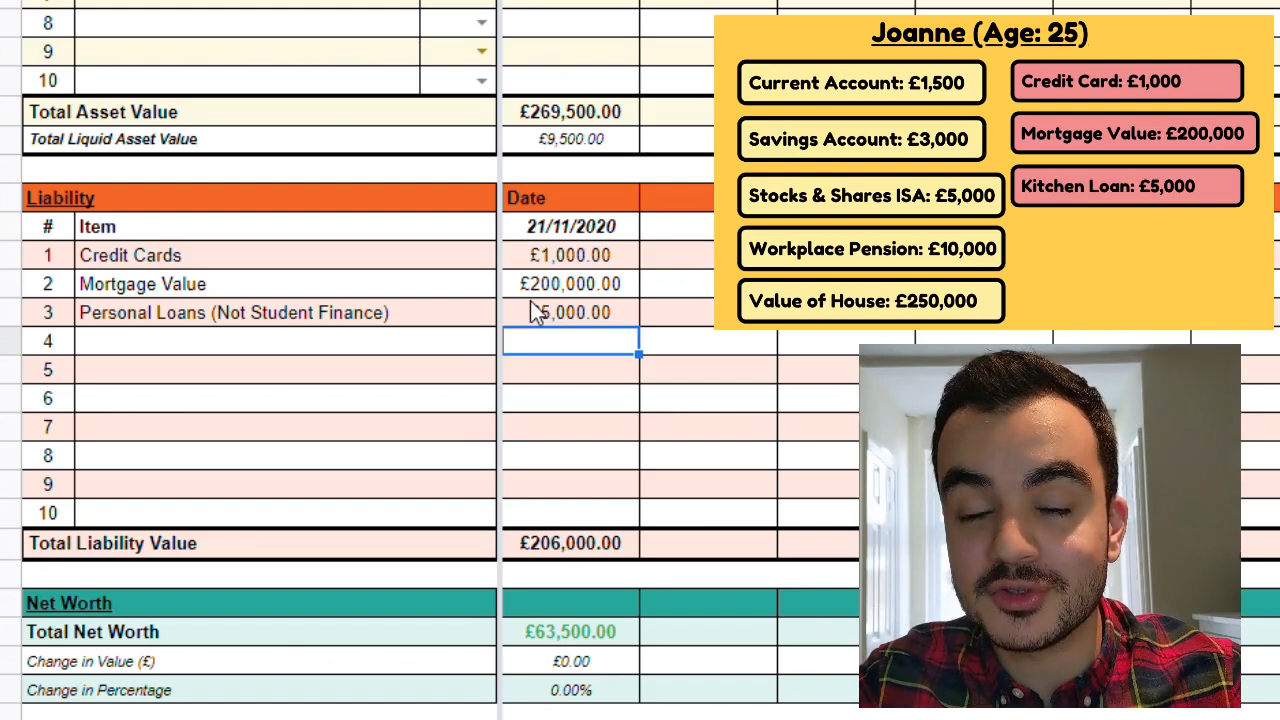 8
9
10
Total Asset Value £269,500.00
Total Liquid Asset Value £9,500.00
Liability Date
# Item 21/11/2020
1 Credit Cards £1,000.00
2 Mortgage Value £200,000.00
3 Personal Loans (Not Student Finance) 5,000.00
4
5
6
7
8
9
10
Total Liability Value £206,000.00
Net Worth
Total Net Worth £63,500.00
Change in Value (£) £0.00
Change in Percentage 0.00%
Joanne (Age: 25)
Current Account: £1,500
Savings Account: £3,000
Stocks & Shares ISA: £5,000
Workplace Pension: £10,000
Value of House: £250,000
Credit Card: £1,000
Mortgage Value: £200,000
Kitchen Loan: £5,000